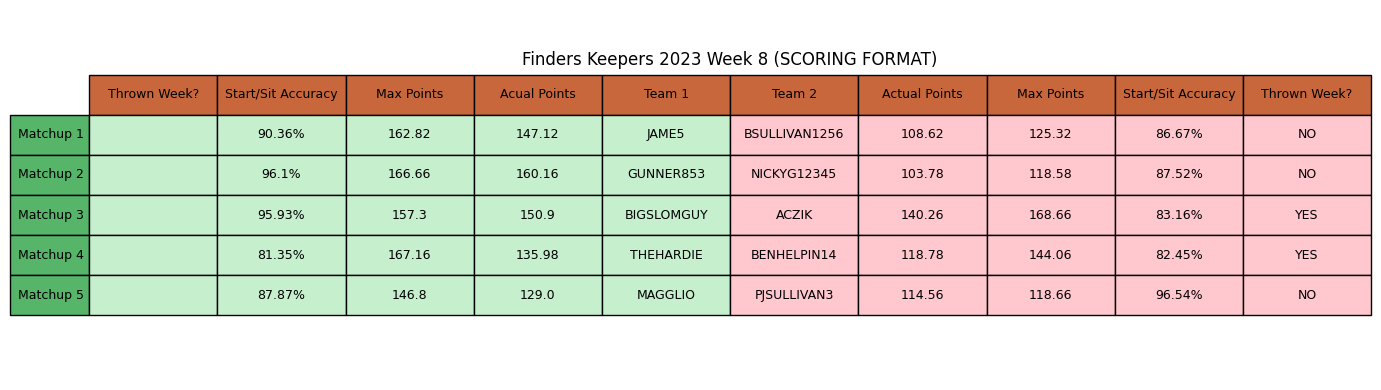 Finders Keepers 2023 Week 8 (SCORING FORMAT)
Thrown Week? Start/Sit Accuracy Max Points Acual Points Team 1 Team 2 Actual Points Max Points Start/Sit Accuracy Thrown Week?
Matchup 1 90.36% 162.82 147.12 JAME5 BSULLIVAN1256 108.62 125.32 86.67% NO
Matchup 2 96.1% 166.66 160.16 GUNNER853 NICKYG12345 103.78 118.58 87.52% NO
Matchup 3 95.93% 157.3 150.9 BIGSLOMGUY ACZIK 140.26 168.66 83.16% YES
Matchup 4 81.35% 167.16 135.98 THEHARDIE BENHELPIN14 118.78 144.06 82.45% YES
Matchup 5 87.87% 146.8 129.0 MAGGLIO PJSULLIVAN3 114.56 118.66 96.54% NO